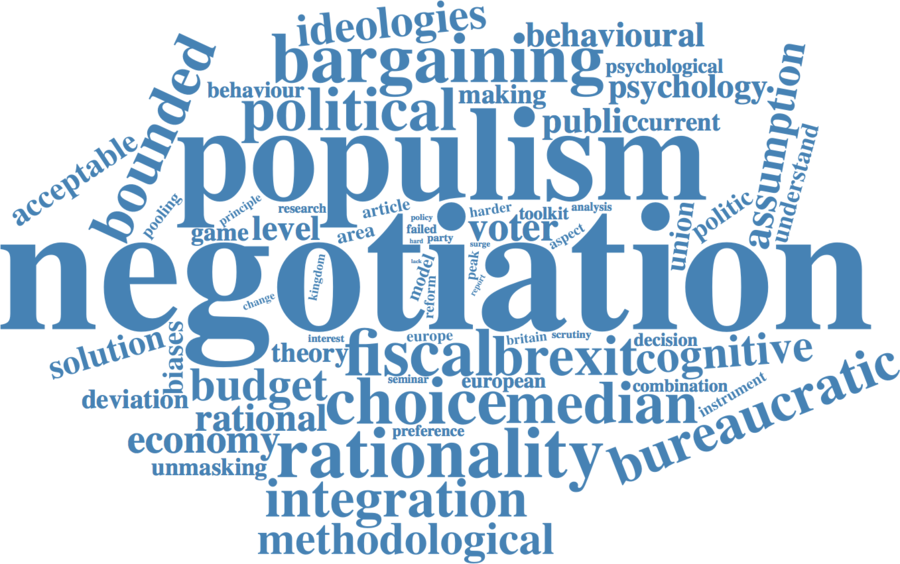 ideologies
bargaining
behavioural
bounded
behaviour
psychological
psychology
political
making
public
current
assumption
understand
acceptable
populism
pooling
principle
research
article
policy
harder
toolkit
analysis
game
level
area
failed
hard
party
voter
surge
aspect
union
politic
negotiation
kingdom
change
lack
model
reform
peak
report
solution
biases
interest
theory
fiscal
europe
brexit
britain
scrutiny
decision
cognitive
deviation
budget
seminar
european
combination
instrument
bureaucratic
rational
choice
median
economy
preference
unmasking
rationality
integration
methodological